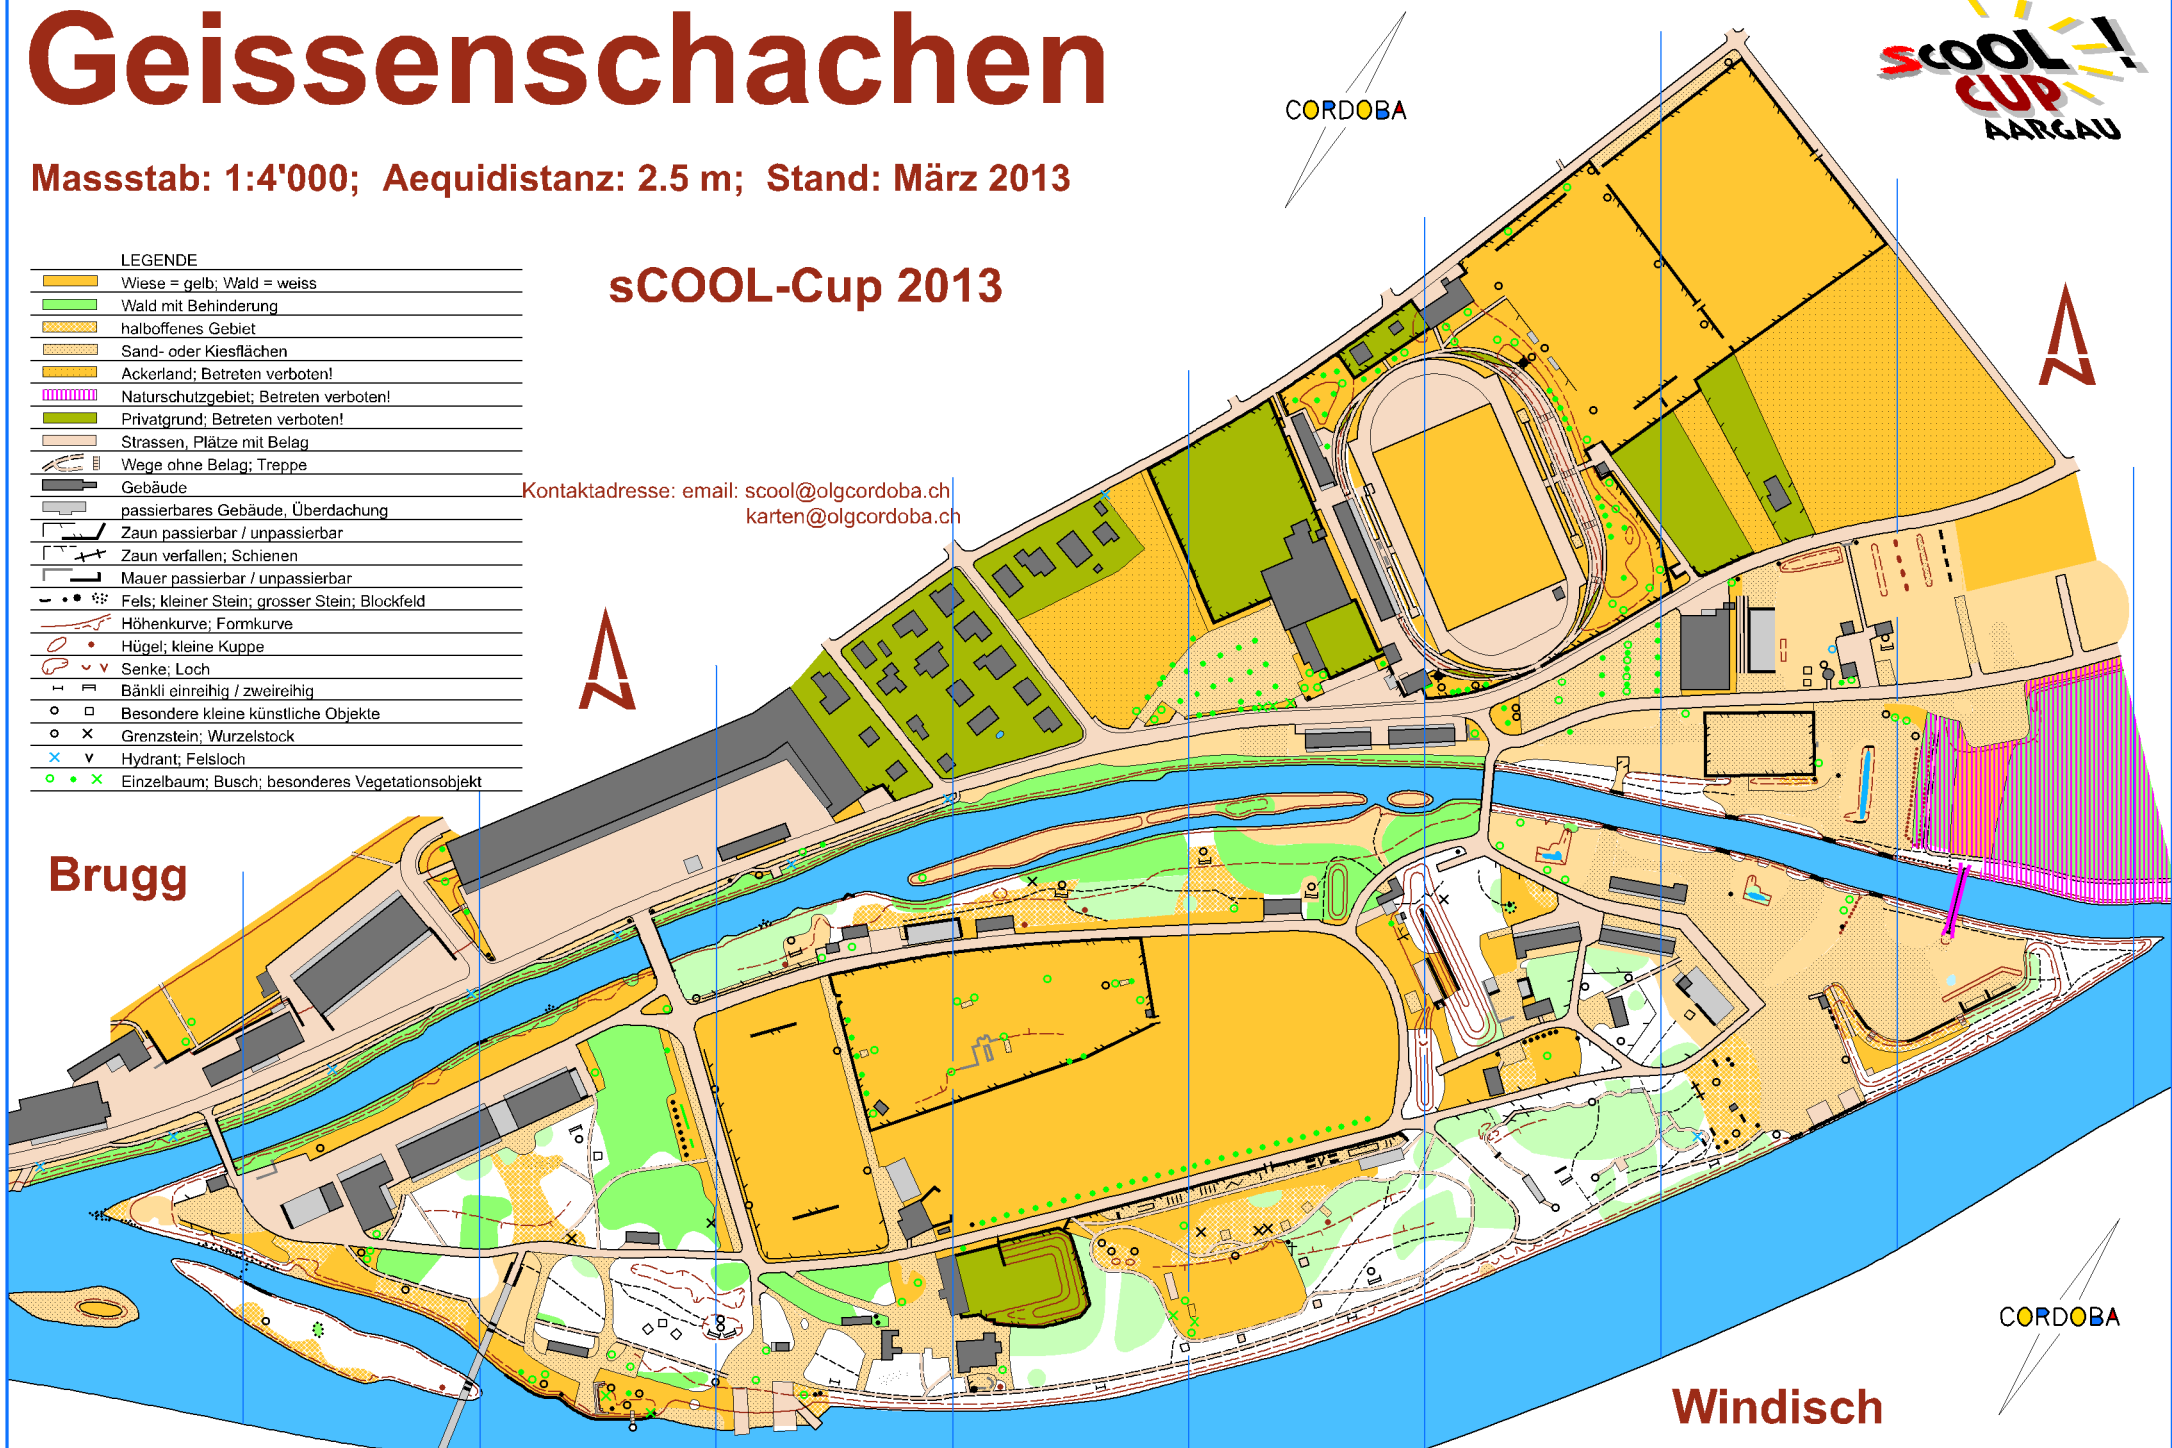 Geissenschachen
Massstab: 1:4'000; Aequidistanz: 2.5 m; Stand: März 2013
CORDOBA
sCOOL
CUP
AARGAU
sCOOL-Cup 2013
LEGENDE
Wiese = gelb; Wald = weiss
Wald mit Behinderung
halboffenes Gebiet
Sand- oder Kiesflächen
Ackerland; Betreten verboten!
Naturschutzgebiet; Betreten verboten!
Privatgrund; Betreten verboten!
Strassen, Plätze mit Belag
Wege ohne Belag; Treppe
Gebäude
passierbares Gebäude, Überdachung
Zaun passierbar / unpassierbar
Zaun verfallen; Schienen
Mauer passierbar / unpassierbar
Fels; kleiner Stein; grosser Stein; Blockfeld
Höhenkurve; Formkurve
Hügel; kleine Kuppe
Senke; Loch
Bänkli einreihig / zweireihig
Besondere kleine künstliche Objekte
Grenzstein; Wurzelstock
Hydrant; Felsloch
Einzelbaum; Busch; besonderes Vegetationsobjekt
Kontaktadresse: email: scool@olgcordoba.ch
karten@olgcordoba.ch
N
N
Brugg
CORDOBA
Windisch